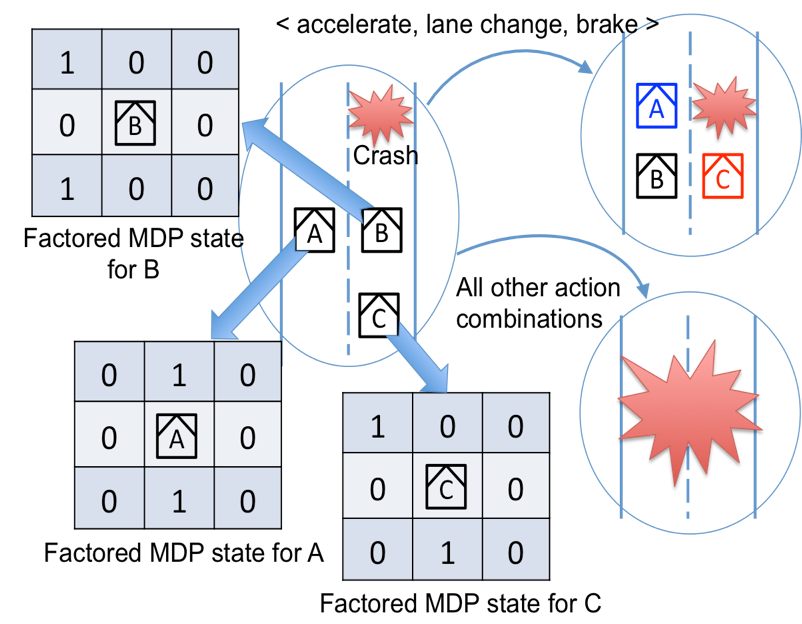 < accelerate, lane change, brake >
1 0 0
0 B 0
1 0 0
Factored MDP state
for B
Crash
A B
C
A
B C
All other action
combinations
0 1 0
0 A 0
0 1 0
Factored MDP state for A
1 0 0
0 C 0
0 1 0
Factored MDP state for C